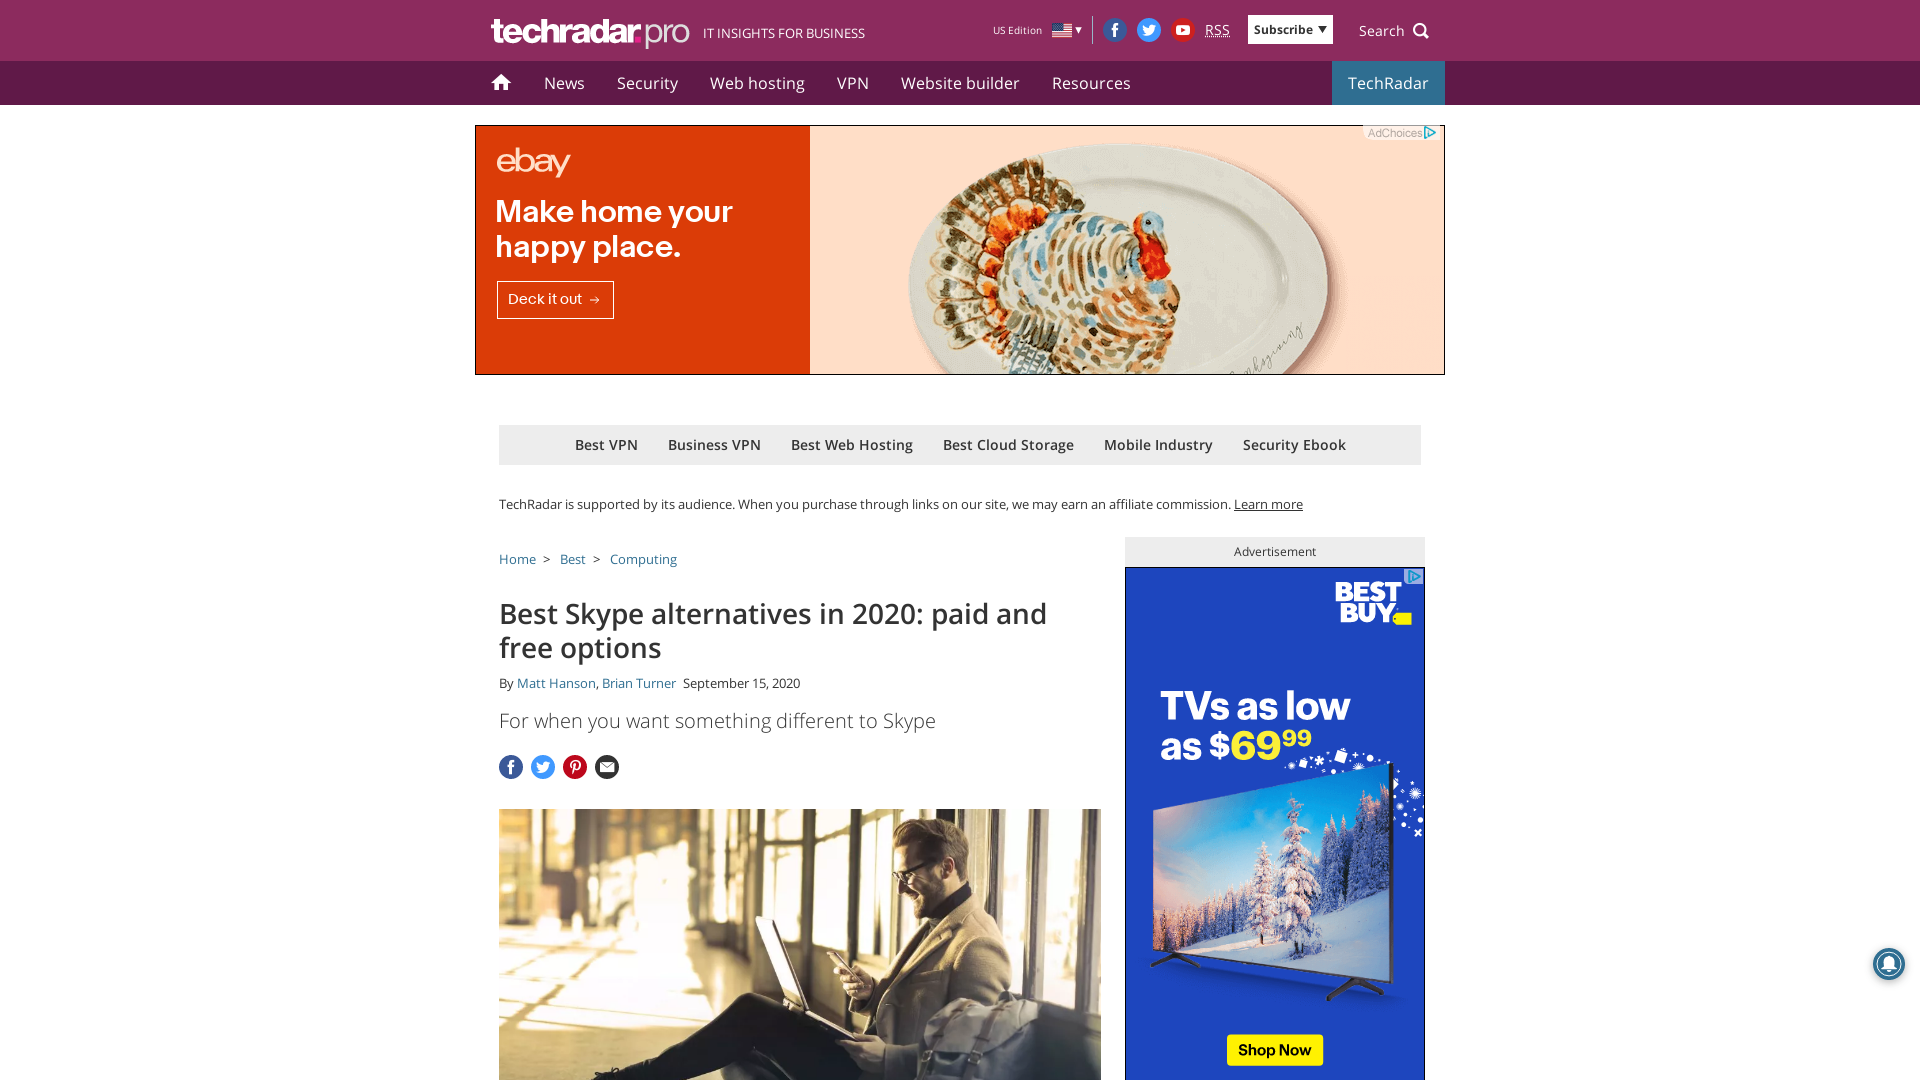 techradar.pro IT INSIGHTS FOR BUSINESS
US Edition ▼
RSS
Subscribe ▼
Search
News
Security
Web hosting
VPN
Website builder
Resources
TechRadar
AdChoices
ebay
Make home your
happy place.
Deck it out →
Best VPN
Business VPN
Best Web Hosting
Best Cloud Storage
Mobile Industry
Security Ebook
TechRadar is supported by its audience. When you purchase through links on our site, we may earn an affiliate commission. Learn more
Home > Best > Computing
Best Skype alternatives in 2020: paid and
free options
By Matt Hanson, Brian Turner September 15, 2020
For when you want something different to Skype
Advertisement
BEST
BUY
TVs as low
as $6999
Shop Now